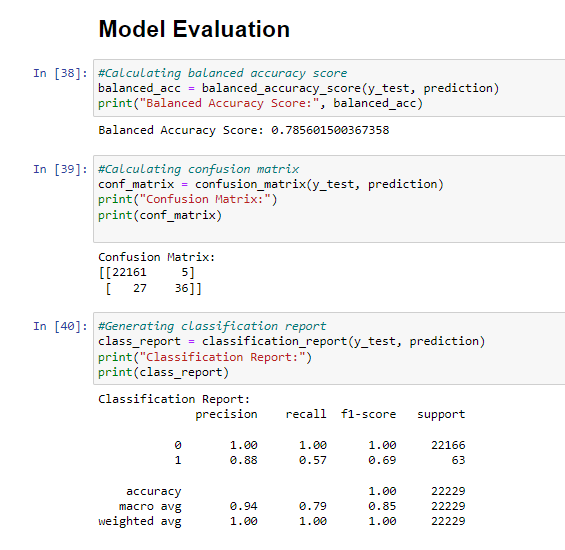 Model Evaluation
In [38]: #Calculating balanced accuracy score
balanced_acc = balanced_accuracy_score(y_test, prediction)
print("Balanced Accuracy Score:", balanced_acc)
Balanced Accuracy Score: 0.785601500367358
In [39]: #Calculating confusion matrix
conf_matrix = confusion_matrix(y_test, prediction)
print("Confusion Matrix:")
print(conf_matrix)
Confusion Matrix:
[[22161     5]
 [   27    36]]
In [40]: #Generating classification report
class_report = classification_report(y_test, prediction)
print("Classification Report:")
print(class_report)
Classification Report:
              precision    recall  f1-score   support
           0       1.00      1.00      1.00     22166
           1       0.88      0.57      0.69        63
    accuracy                           1.00     22229
   macro avg       0.94      0.79      0.85     22229
weighted avg       1.00      1.00      1.00     22229